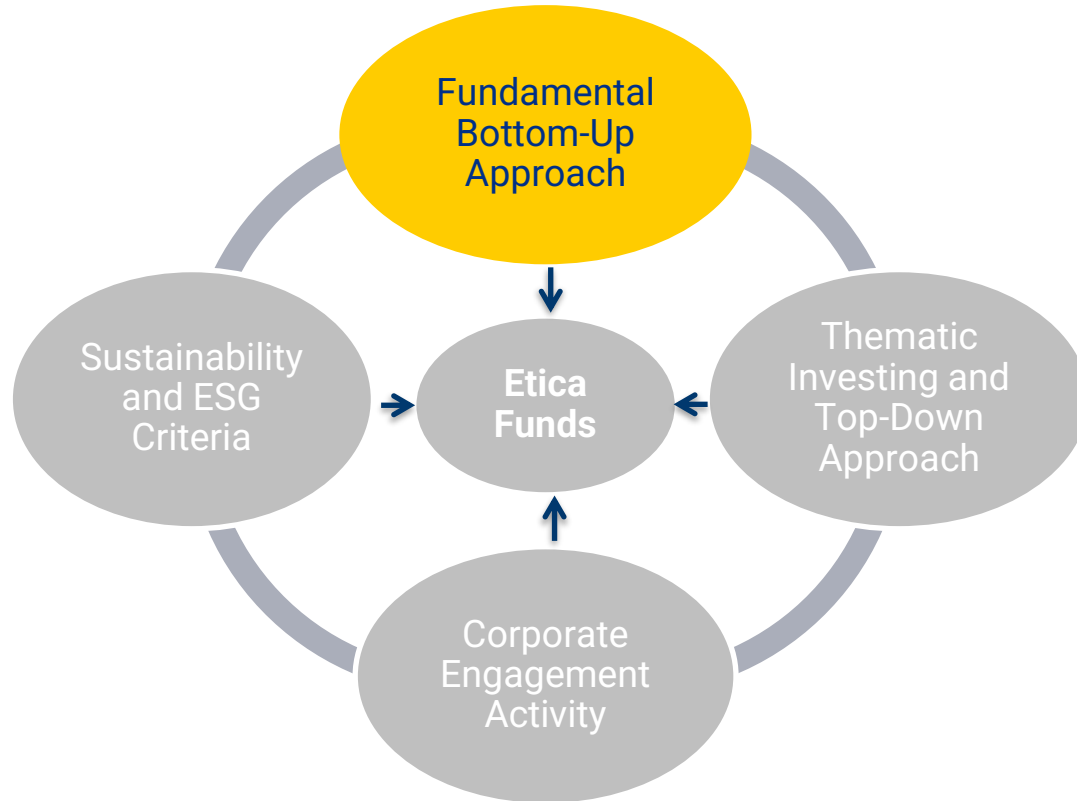 Fundamental
Bottom-Up
Approach
Sustainability
and ESG
Criteria
Etica
Funds
Thematic
Investing and
Top-Down
Approach
Corporate
Engagement
Activity